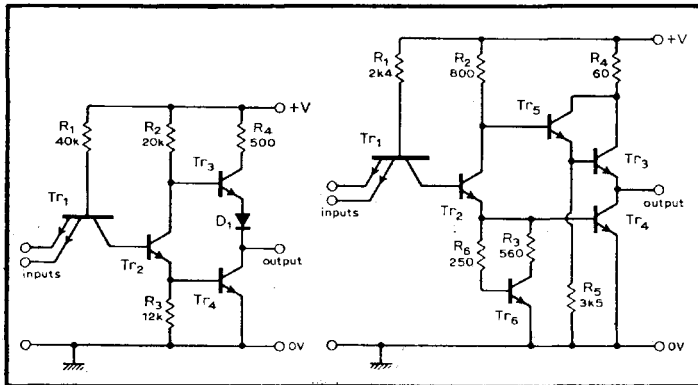 +V
R1
40k
R2
20k
R4
500
Tr3
Tr1
D1
output
inputs
Tr2
Tr4
R3
12k
0V
+V
R1
2k4
R2
800
R4
60
Tr5
Tr1
Tr3
output
inputs
Tr2
Tr4
R6
250
R3
560
R5
3k5
Tr6
0V